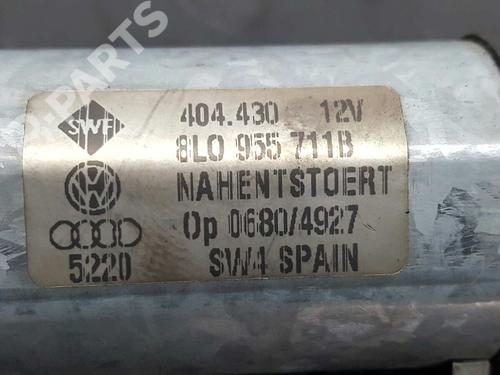 B-PARTS
SWF
404.430 12V
8L0 955 711B
NAHENTSTOERT
Op 0680/4927
5220 SW4 SPAIN